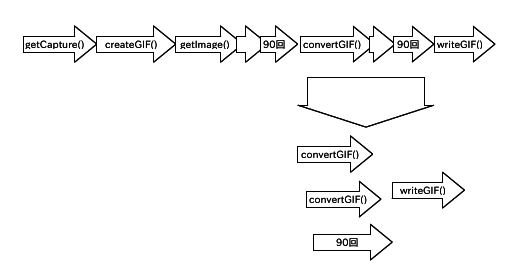 getCapture()
createGIF()
getImage()
90回
convertGIF()
90回
writeGIF()
convertGIF()
convertGIF()
writeGIF()
90回